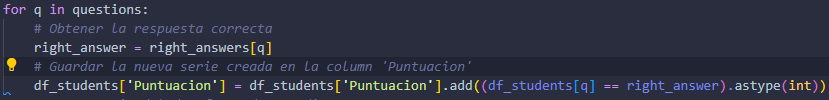 for q in questions:
# Obtener la respuesta correcta
right_answer = right_answers[q]
# Guardar la nueva serie creada en la column 'Puntuacion'
df_students['Puntuacion'] = df_students['Puntuacion'].add((df_students[q] == right_answer).astype(int))